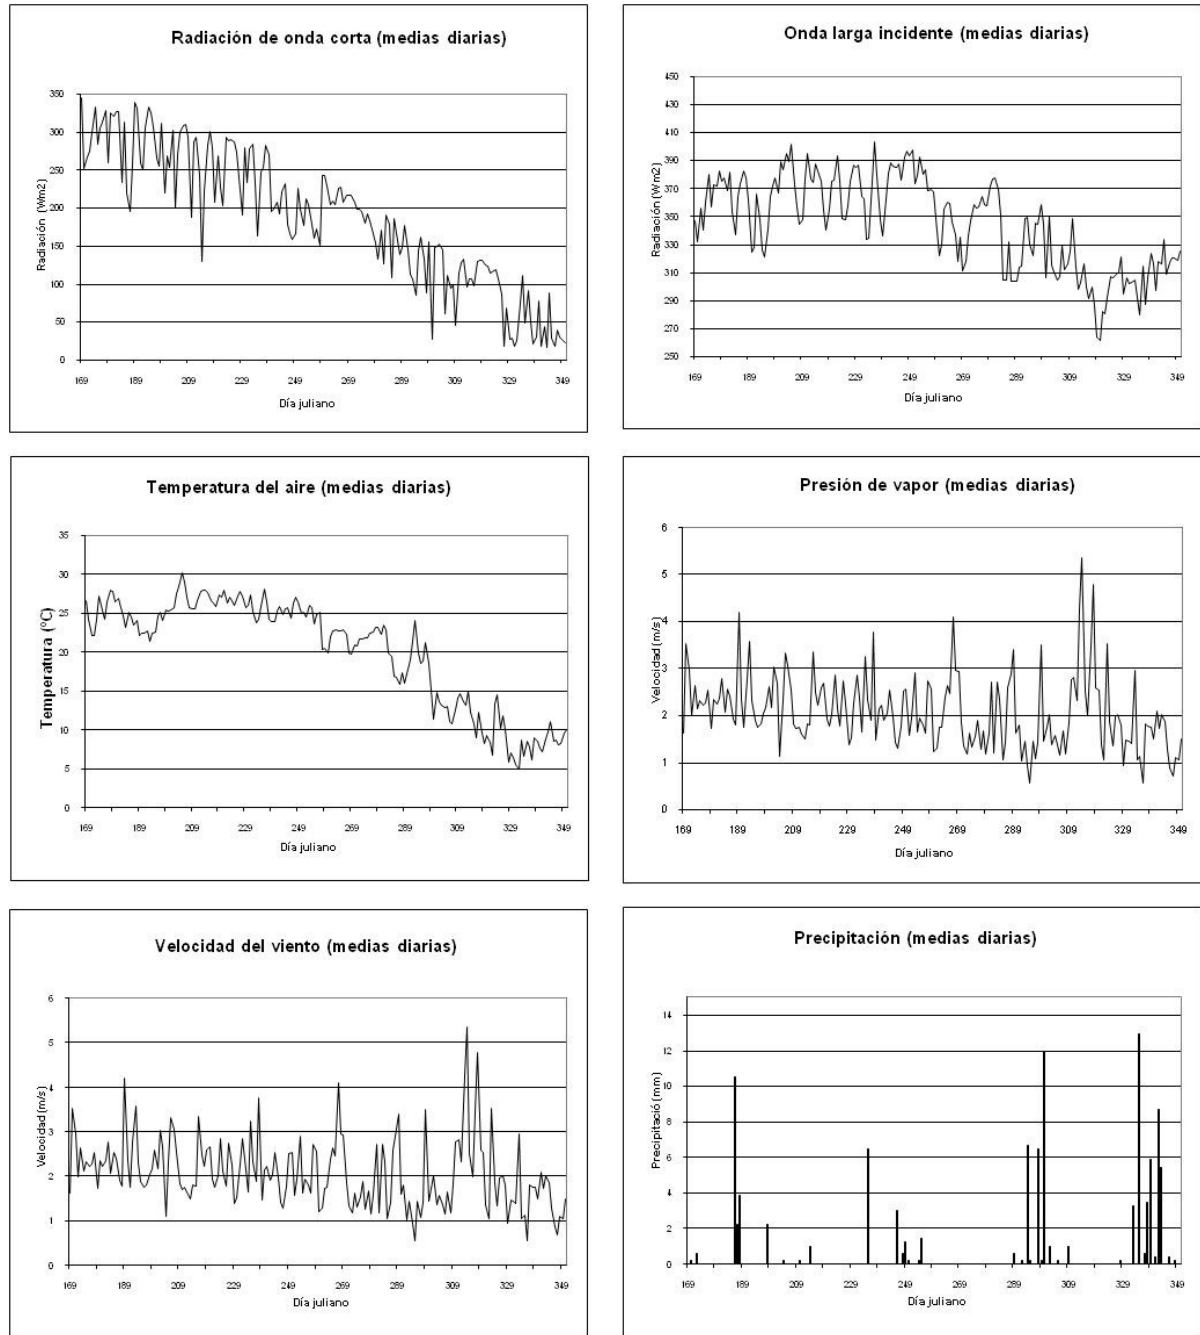 Radiación de onda corta (medias diarias)
Radiación (Wm2)
350
300
250
200
150
100
50
0
169 189 209 229 249 269 289 309 329 349
Día juliano
Onda larga incidente (medias diarias)
Radiación (Wm2)
450
430
410
390
370
350
330
310
290
270
250
169 189 209 229 249 269 289 309 329 349
Día juliano
Temperatura del aire (medias diarias)
Temperatura (°C)
35
30
25
20
15
10
5
0
169 189 209 229 249 269 289 309 329 349
Día juliano
Presión de vapor (medias diarias)
Velocidad (m/s)
6
5
4
3
2
1
0
169 189 209 229 249 269 289 309 329 349
Día juliano
Velocidad del viento (medias diarias)
Velocidad (m/s)
6
5
4
3
2
1
0
169 189 209 229 249 269 289 309 329 349
Día juliano
Precipitación (medias diarias)
Precipitació (mm)
14
12
10
8
6
4
2
0
169 189 209 229 249 269 289 309 329 349
Día juliano